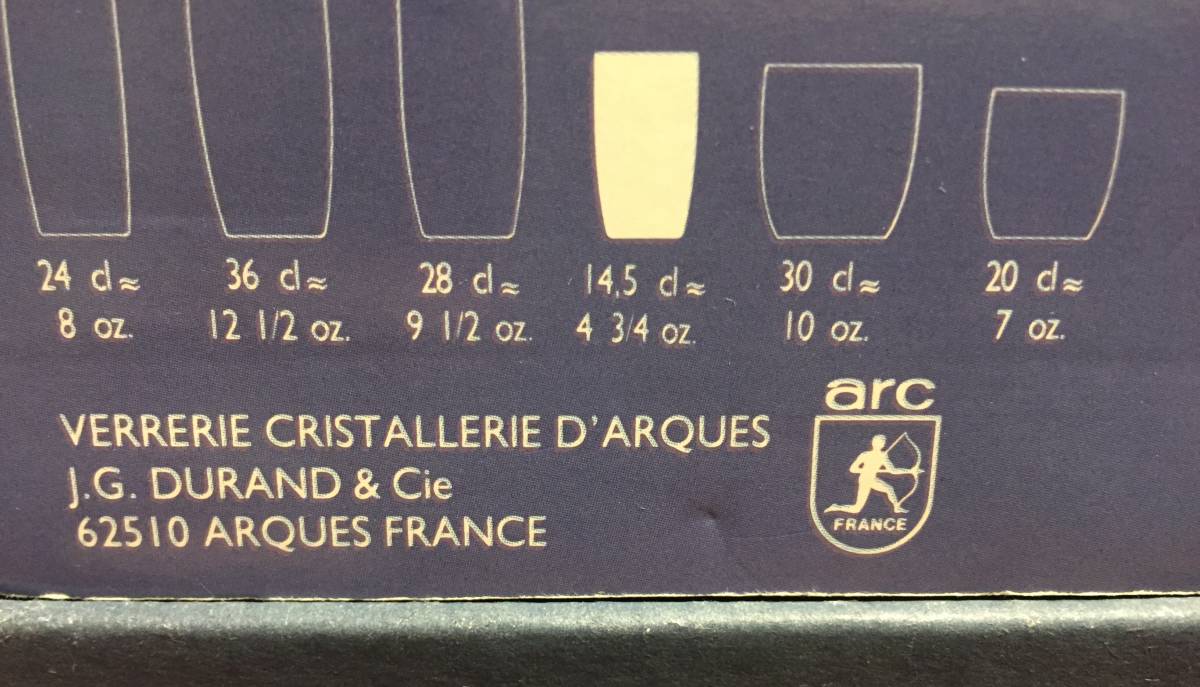 24 cl≈ 36 cl≈ 28 cl≈ 14,5 cl≈ 30 cl≈ 20 cl≈
8 oz. 12 1/2 oz. 9 1/2 oz. 4 3/4 oz. 10 oz. 7 oz.
arc
VERRERIE CRISTALLERIE D'ARQUES
J.G. DURAND & Cie
FRANCE
62510 ARQUES FRANCE